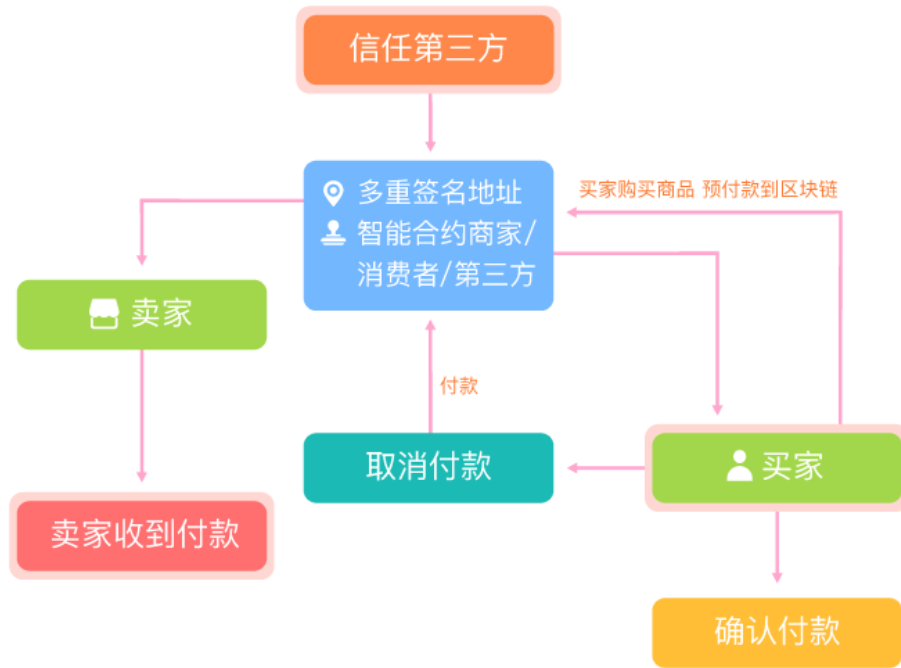 信任第三方
多重签名地址
智能合约商家/
消费者/第三方
买家购买商品 预付款到区块链
卖家
付款
取消付款
买家
卖家收到付款
确认付款